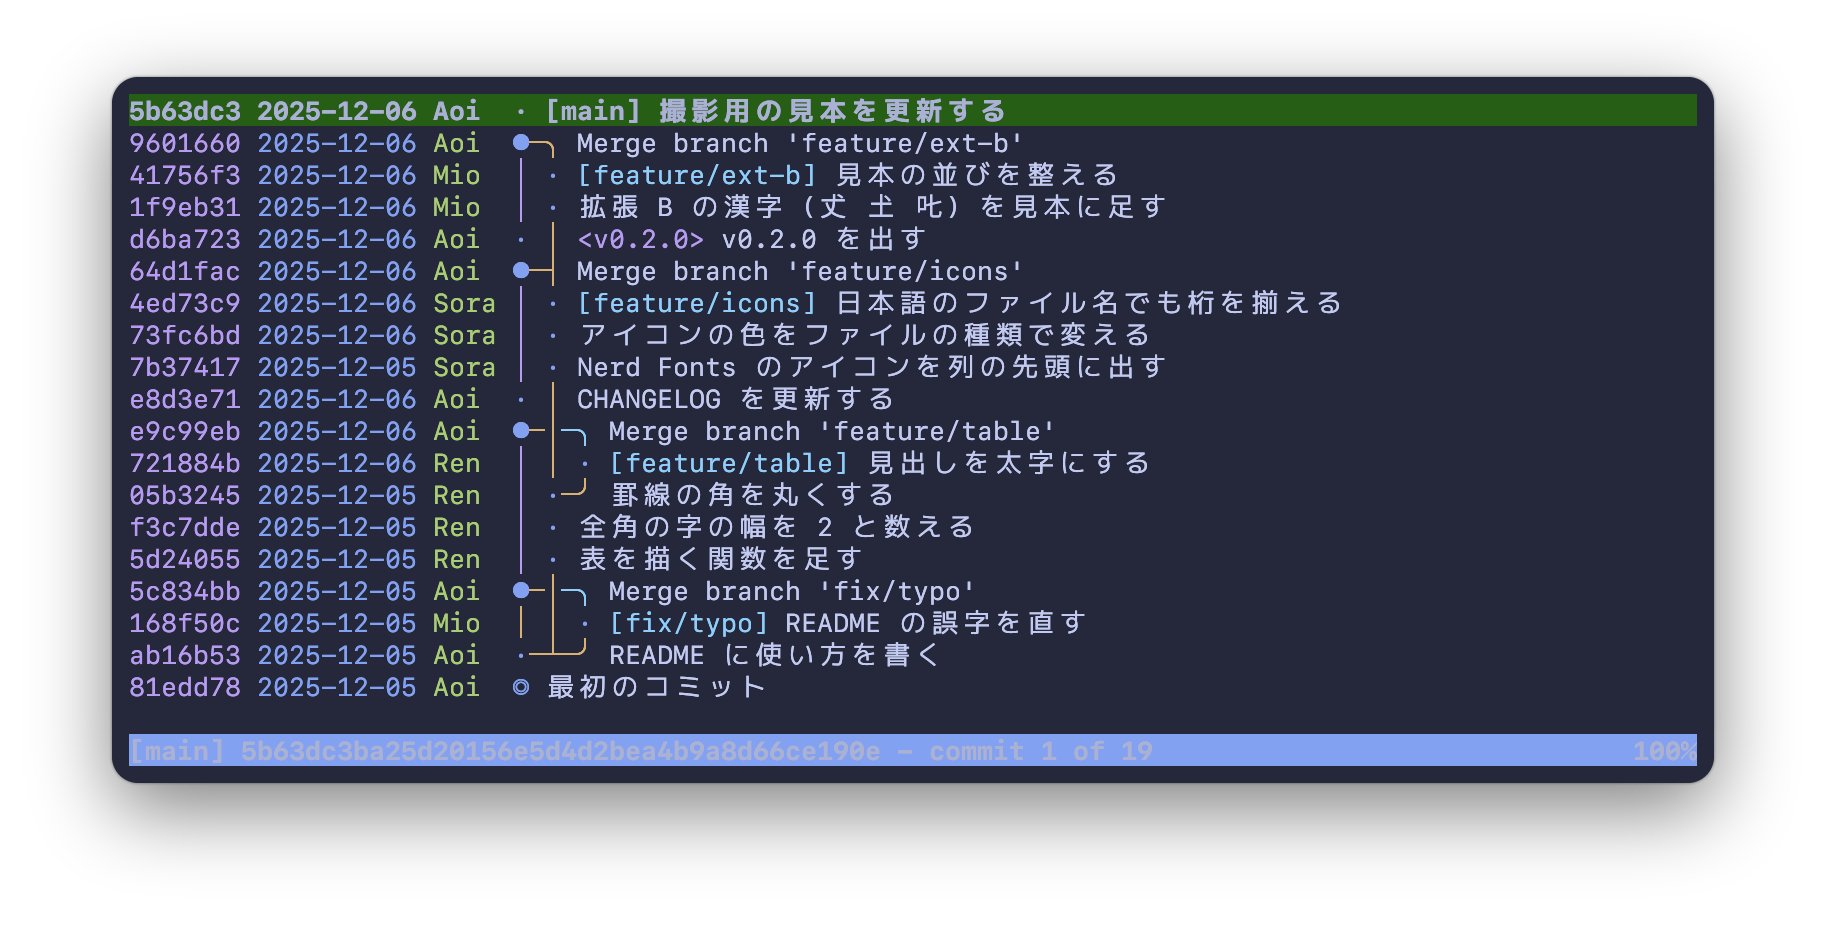 5b63dc3 2025-12-06 Aoi · [main] 撮影用の見本を更新する
9601660 2025-12-06 Aoi ●─╮ Merge branch 'feature/ext-b'
41756f3 2025-12-06 Mio │ · [feature/ext-b] 見本の並びを整える
1f9eb31 2025-12-06 Mio │ · 拡張 B の漢字 ( ) を見本に足す
d6ba723 2025-12-06 Aoi · │ <v0.2.0> v0.2.0 を出す
64d1fac 2025-12-06 Aoi ●─┤ Merge branch 'feature/icons'
4ed73c9 2025-12-06 Sora │ · [feature/icons] 日本語のファイル名でも桁を揃える
73fc6bd 2025-12-06 Sora │ · アイコンの色をファイルの種類で変える
7b37417 2025-12-05 Sora │ · Nerd Fonts のアイコンを列の先頭に出す
e8d3e71 2025-12-06 Aoi · │ CHANGELOG を更新する
e9c99eb 2025-12-06 Aoi ●─│─╮ Merge branch 'feature/table'
721884b 2025-12-06 Ren │ │ · [feature/table] 見出しを太字にする
05b3245 2025-12-05 Ren │ ·─╯ 罫線の角を丸くする
f3c7dde 2025-12-05 Ren │ · 全角の字の幅を 2 と数える
5d24055 2025-12-05 Ren │ · 表を描く関数を足す
5c834bb 2025-12-05 Aoi ●─│─╮ Merge branch 'fix/typo'
168f50c 2025-12-05 Mio │ │ · [fix/typo] README の誤字を直す
ab16b53 2025-12-05 Aoi ·─┴─╯ README に使い方を書く
81edd78 2025-12-05 Aoi ◎ 最初のコミット
[main] 5b63dc3ba25d20156e5d4d2bea4b9a8d66ce190e - commit 1 of 19 100%